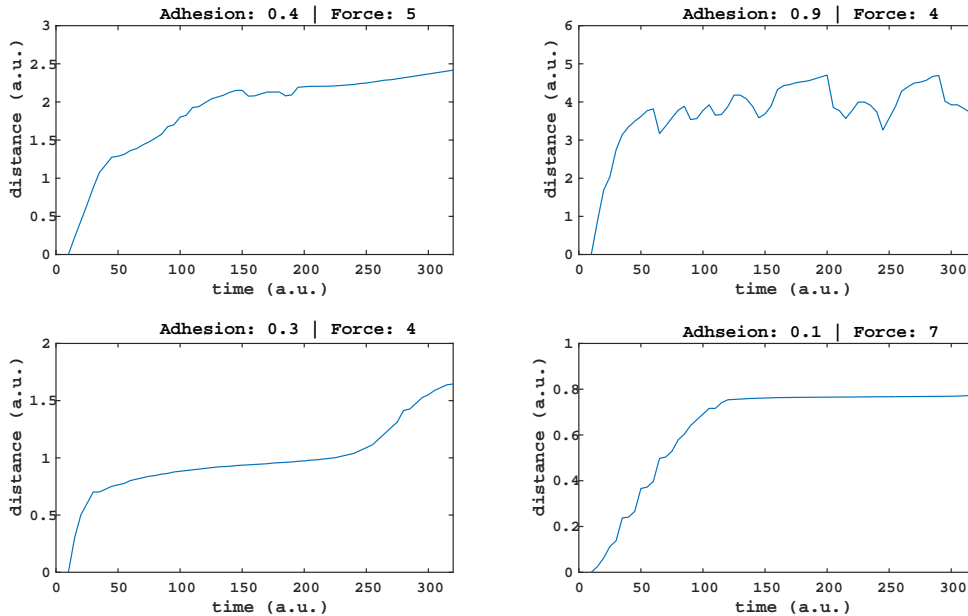 Adhesion: 0.4 | Force: 5
distance (a.u.)
3
2.5
2
1.5
1
0.5
0
0 50 100 150 200 250 300
time (a.u.)
Adhesion: 0.9 | Force: 4
distance (a.u.)
6
5
4
3
2
1
0
0 50 100 150 200 250 300
time (a.u.)
Adhesion: 0.3 | Force: 4
distance (a.u.)
2
1.5
1
0.5
0
0 50 100 150 200 250 300
time (a.u.)
Adhseion: 0.1 | Force: 7
distance (a.u.)
1
0.8
0.6
0.4
0.2
0
0 50 100 150 200 250 300
time (a.u.)